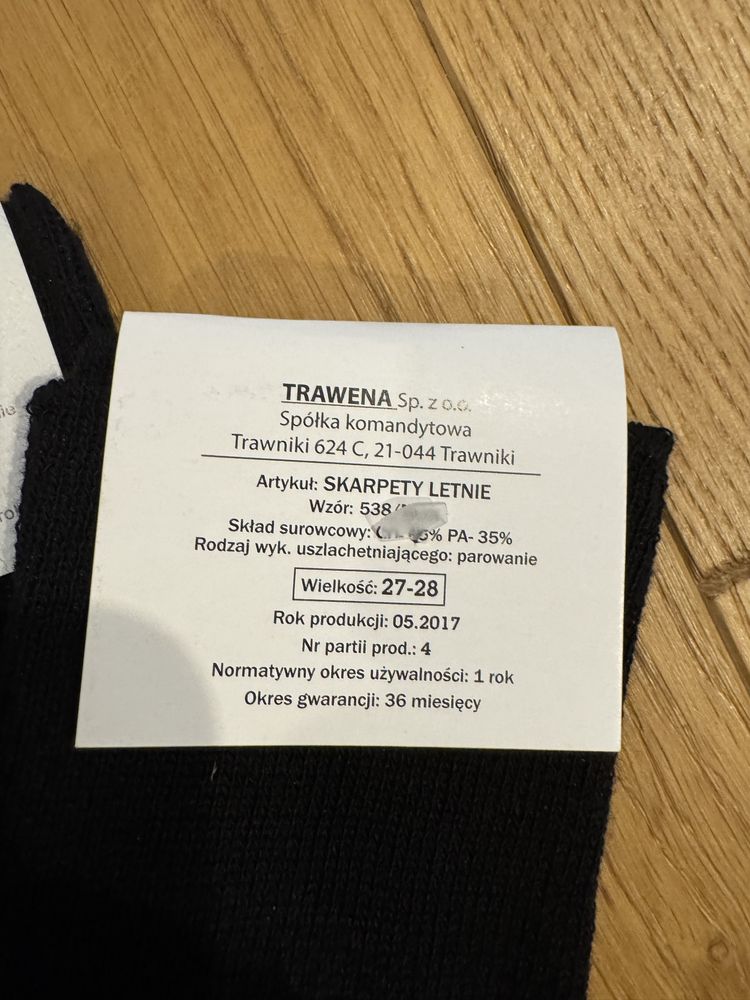 TRAWENA Sp. z o.o.
Spółka komandytowa
Trawniki 624 C, 21-044 Trawniki
Artykuł: SKARPETY LETNIE
Wzór: 538/
Skład surowcowy: % PA- 35%
Rodzaj wyk. uszlachetniającego: parowanie
Wielkość: 27-28
Rok produkcji: 05.2017
Nr partii prod.: 4
Normatywny okres używalności: 1 rok
Okres gwarancji: 36 miesięcy